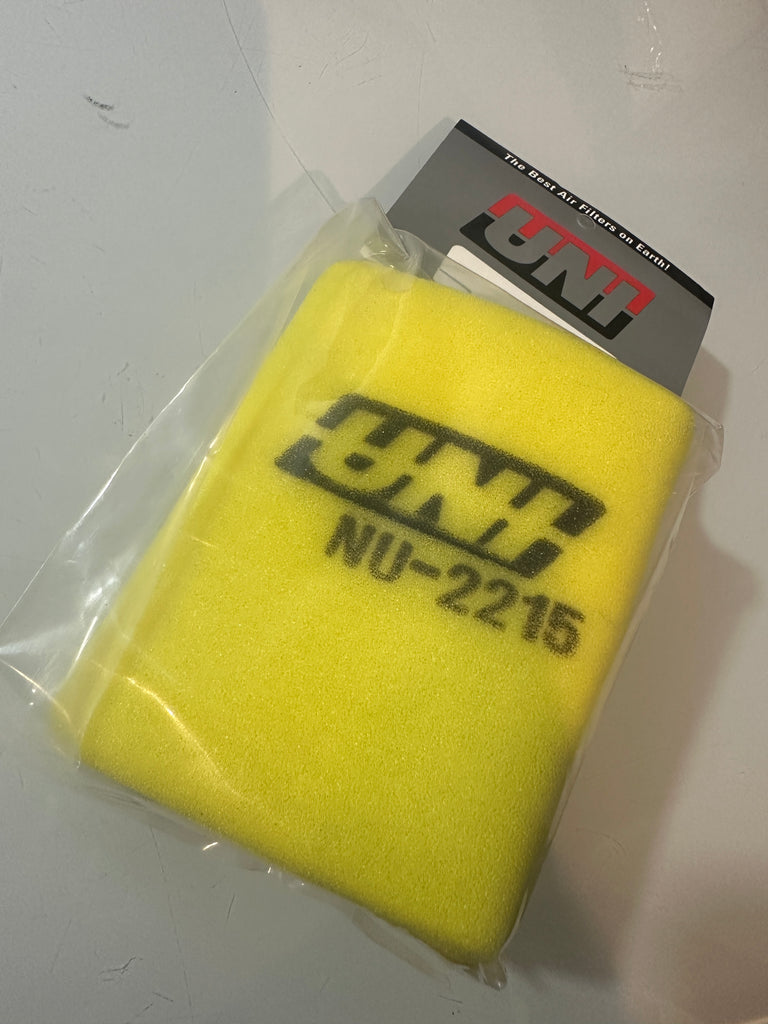 The Best Air Filters on Earth!
UNI
UNI
NU-2215